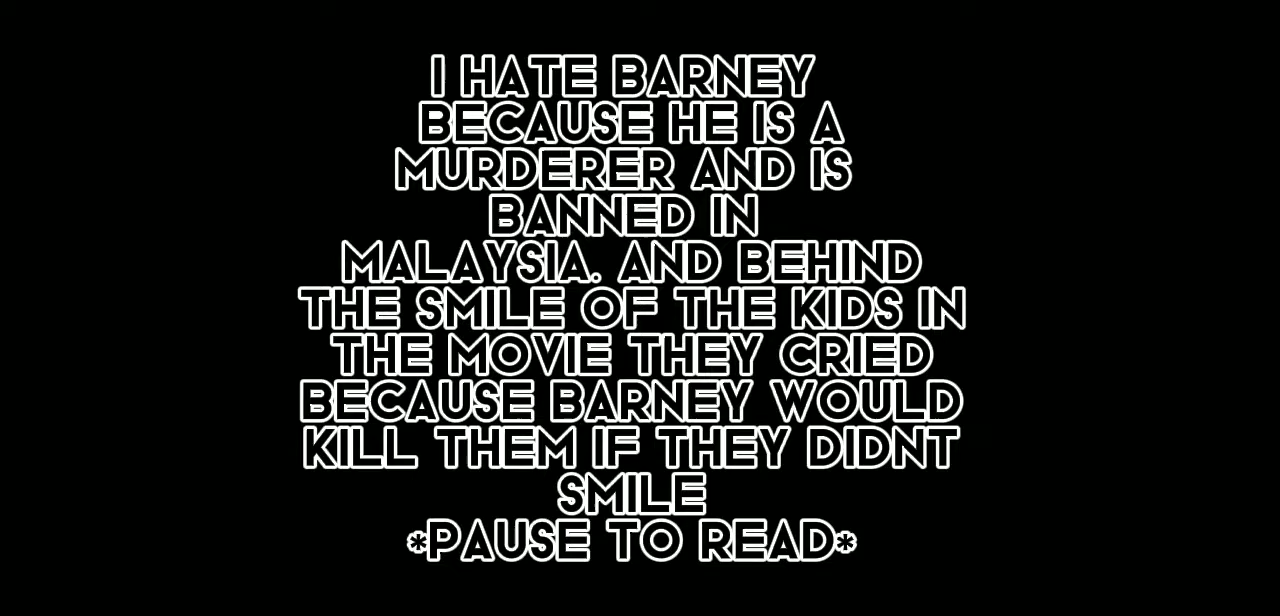 I HATE BARNEY
BECAUSE HE IS A
MURDERER AND IS
BANNED IN
MALAYSIA. AND BEHIND
THE SMILE OF THE KIDS IN
THE MOVIE THEY CRIED
BECAUSE BARNEY WOULD
KILL THEM IF THEY DIDNT
SMILE
*PAUSE TO READ*